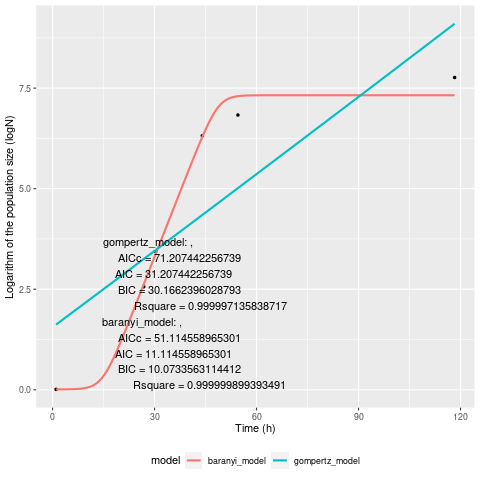 Logarithm of the population size (logN)
7.5
5.0
2.5
0.0
gompertz_model: ,
AICc = 71.207442256739
AIC = 31.207442256739
BIC = 30.1662396028793
Rsquare = 0.999997135838717
baranyi_model: ,
AICc = 51.114558965301
AIC = 11.114558965301
BIC = 10.0733563114412
Rsquare = 0.999999899393491
0 30 60 90 120
Time (h)
model baranyi_model gompertz_model